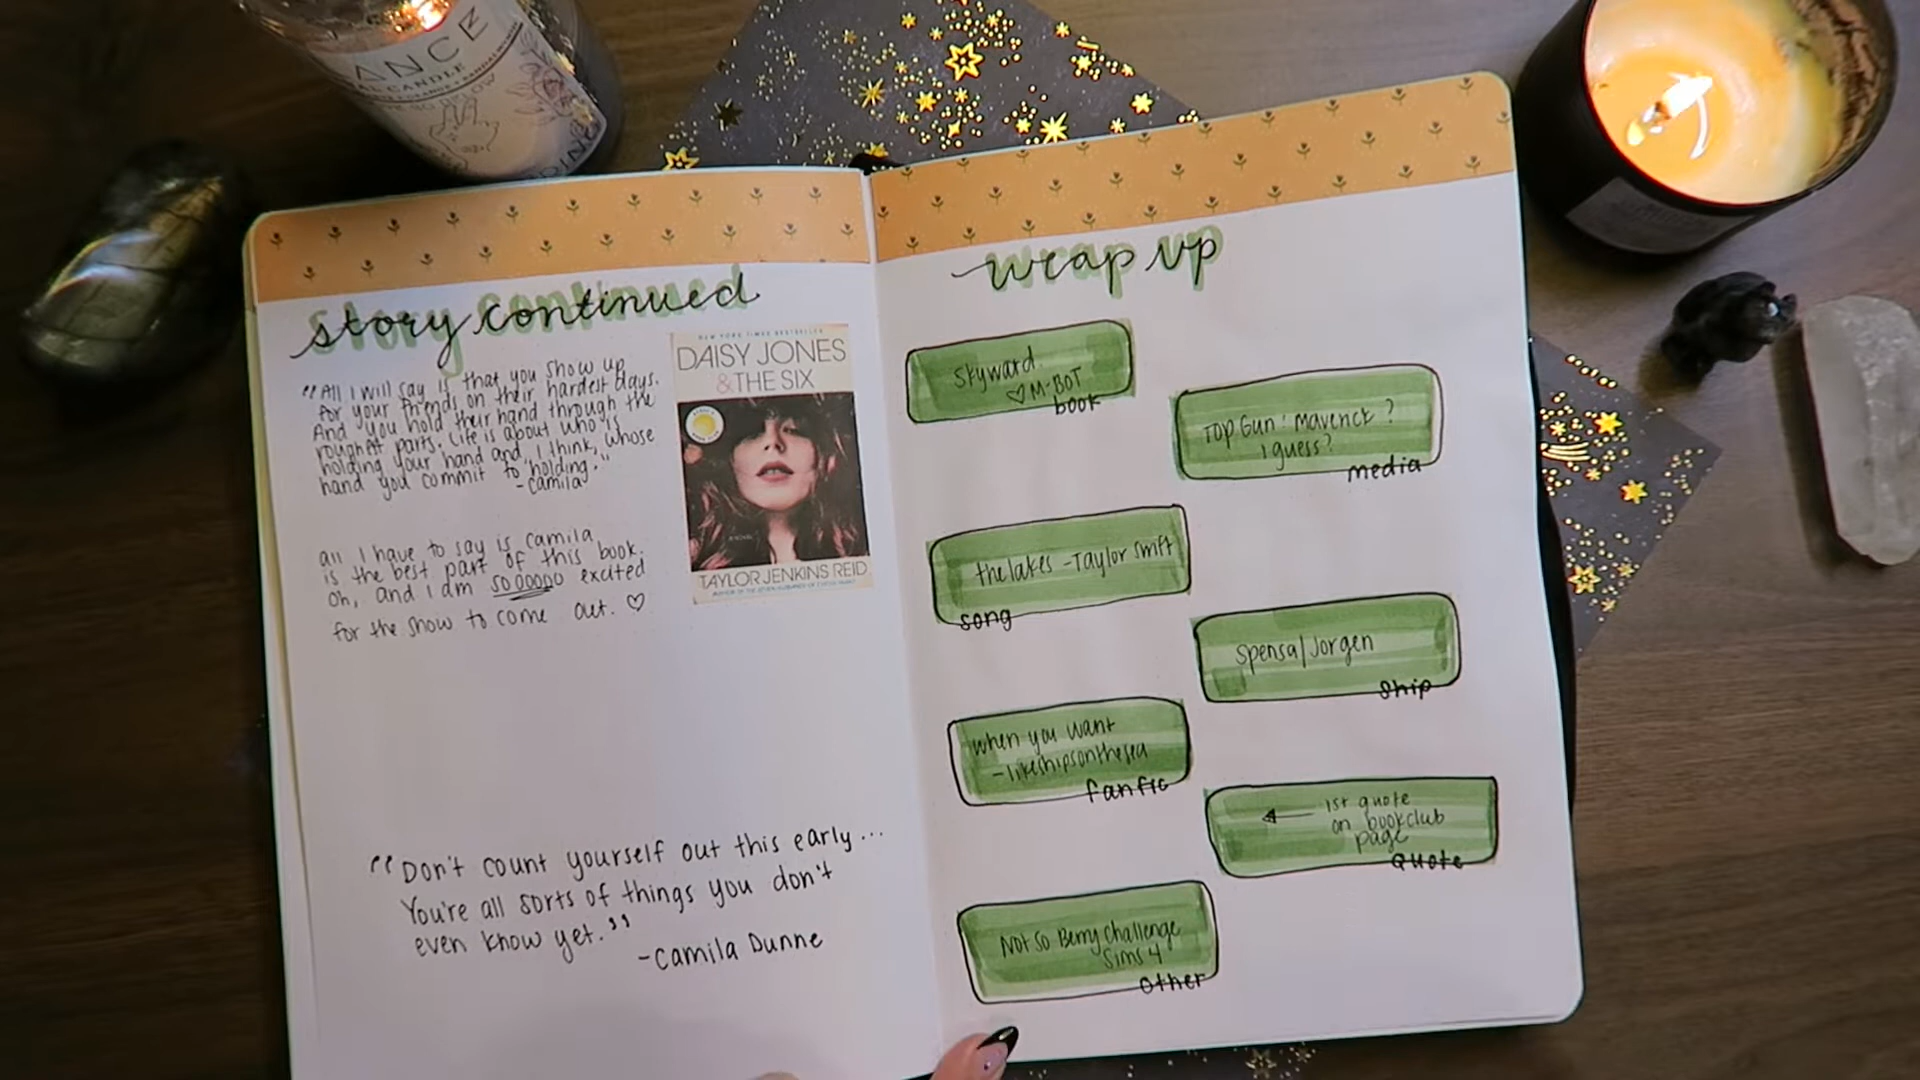 ANCE
CANDLE
story continued
"All I will say is that you show up
for your friends on their hardest days.
And you hold their hand through the
roughest parts. Life is about who is
holding your hand and, I think, whose
hand you commit to holding."
-Camila
all I have to say is camila
is the best part of this book.
oh, and I am sooooooo excited
for the show to come out. ♡
NEW YORK TIMES BESTSELLER
DAISY JONES
& THE SIX
A NOVEL
TAYLOR JENKINS REID
"Don't count yourself out this early...
You're all sorts of things you don't
even know yet."
-Camila Dunne
wrap up
Skyward
♡ M-BOT
book
Top Gun: Maverick?
I guess?
media
the lakes -Taylor Swift
song
Spensa/Jorgen
ship
when you want
-likeshipsonthesea
fanfic
1st quote
on bookclub
page
Quote
Not So Berry challenge
Sims 4
other